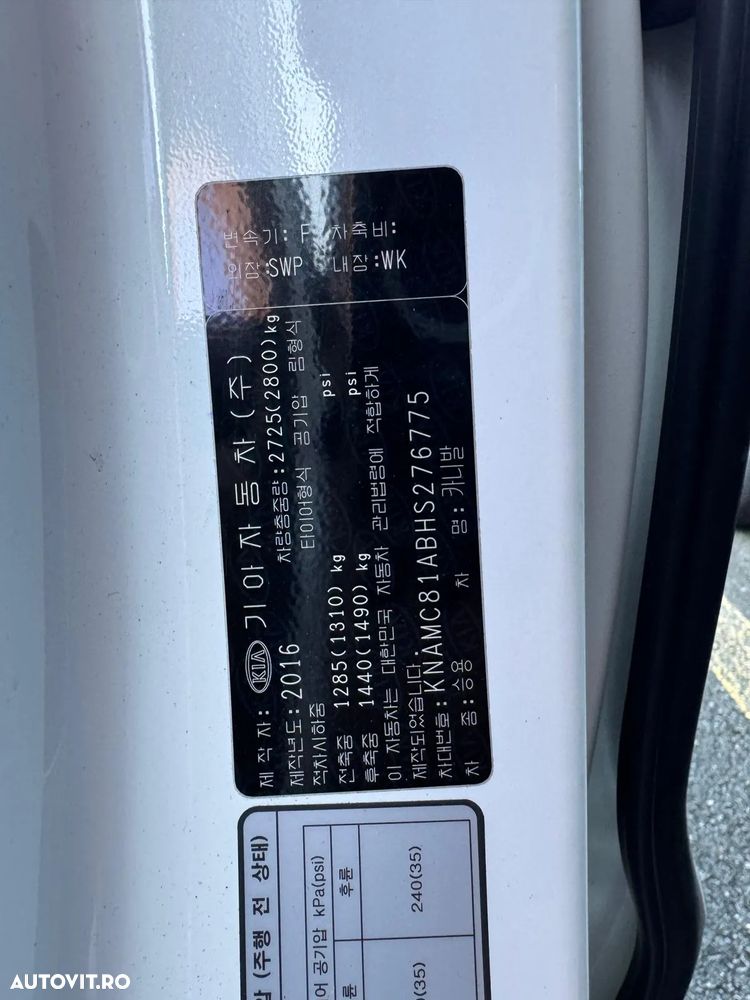 변속기: F 차축비:
외장:SWP 내장:WK
제 작 자: KIA 기아자동차(주)
제작년도:2016 차량총중량:2725(2800)kg
적차시하중 타이어형식 공기압 림형식
전축중 1285(1310) kg psi
후축중 1440(1490) kg psi
이 자동차는 대한민국 자동차 관리법령에 적합하게
제작되었습니다.
차대번호:KNAMC81ABHS276775
차 종:승용 차 명:카니발
(주행 전 상태)
공기압 kPa(psi)
후륜
240(35)
AUTOVIT.RO